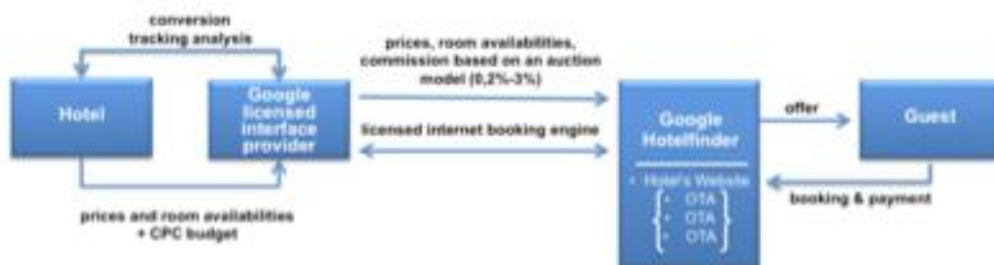 conversion
tracking analysis
prices, room availabilities,
commission based on an auction
model (0,2%-3%)
Hotel
Google
licensed
interface
provider
licensed internet booking engine
Google
Hotelfinder
offer
Guest
• Hotel's Website
• OTA
• OTA
• OTA
booking & payment
prices and room availabilities
+ CPC budget